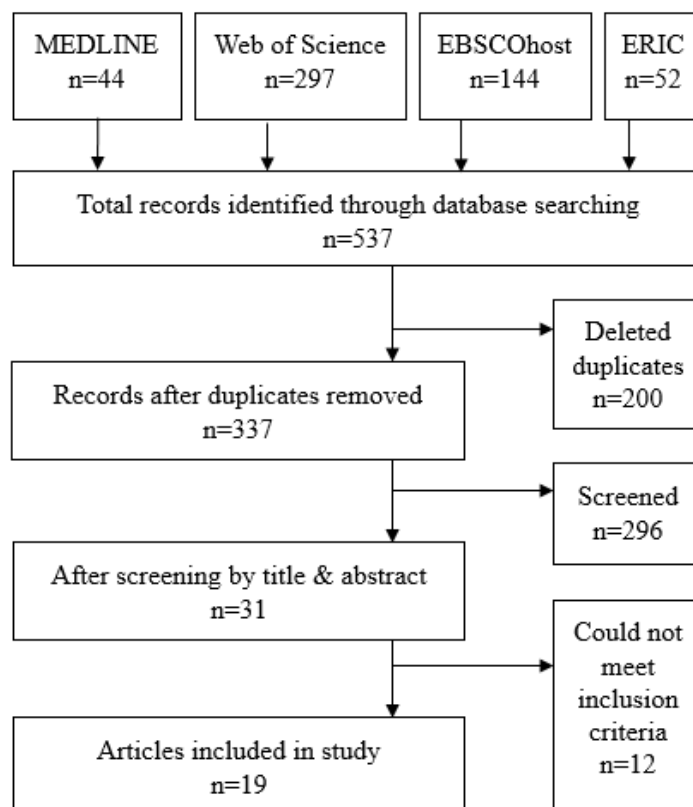 MEDLINE
n=44
Web of Science
n=297
EBSCOhost
n=144
ERIC
n=52
Total records identified through database searching
n=537
Deleted
duplicates
n=200
Records after duplicates removed
n=337
Screened
n=296
After screening by title & abstract
n=31
Could not
meet
inclusion
criteria
n=12
Articles included in study
n=19